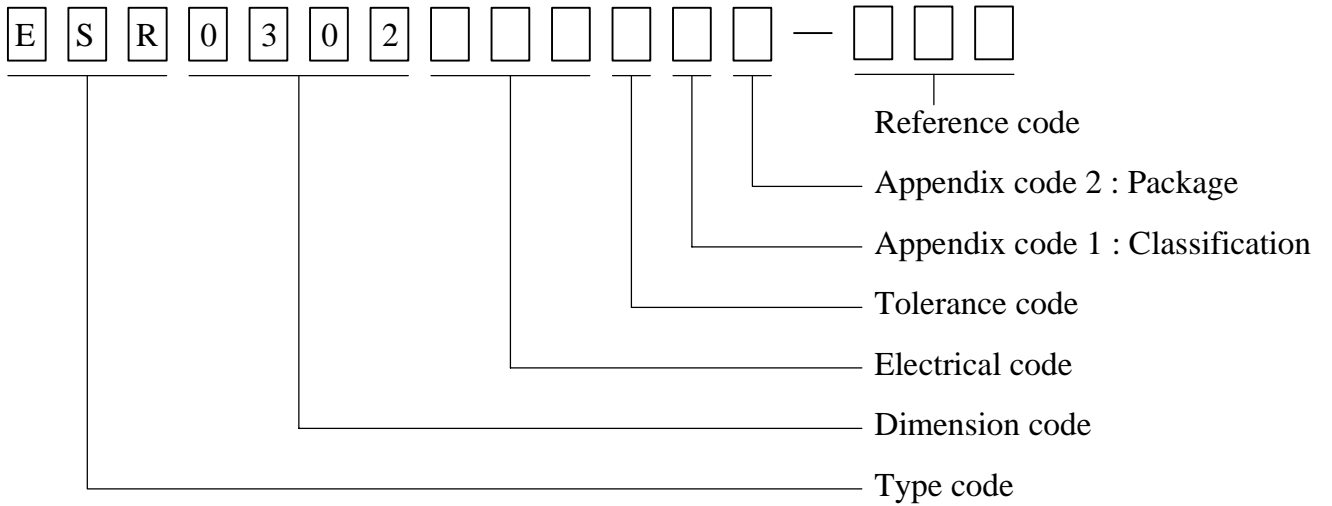 E S R 0 3 0 2 —
Reference code
Appendix code 2 : Package
Appendix code 1 : Classification
Tolerance code
Electrical code
Dimension code
Type code